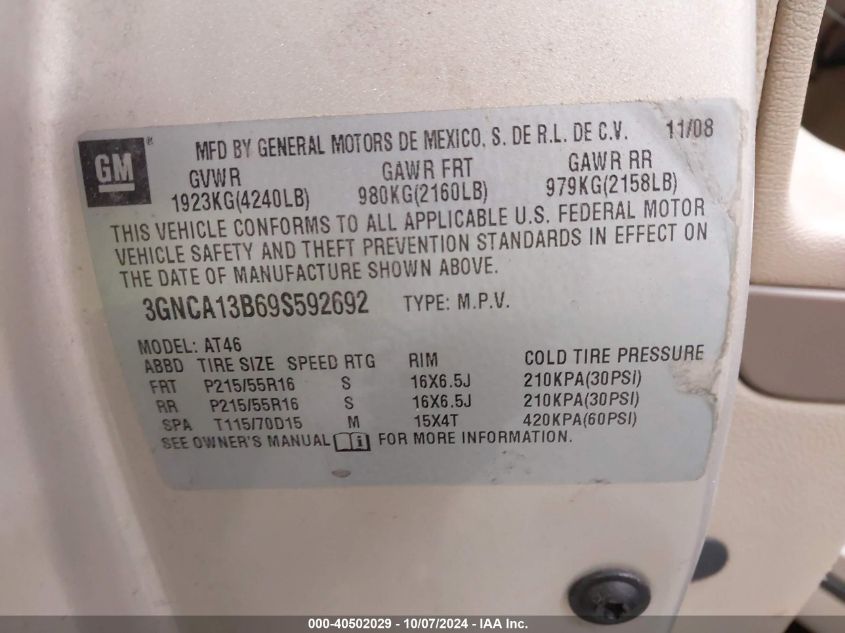 GM ® MFD BY GENERAL MOTORS DE MEXICO, S. DE R.L. DE C.V. 11/08
GVWR GAWR FRT GAWR RR
1923KG(4240LB) 980KG(2160LB) 979KG(2158LB)
THIS VEHICLE CONFORMS TO ALL APPLICABLE U.S. FEDERAL MOTOR
VEHICLE SAFETY AND THEFT PREVENTION STANDARDS IN EFFECT ON
THE DATE OF MANUFACTURE SHOWN ABOVE.
3GNCA13B69S592692 TYPE: M.P.V.
MODEL: AT46
ABBD TIRE SIZE SPEED RTG RIM COLD TIRE PRESSURE
FRT P215/55R16 S 16X6.5J 210KPA(30PSI)
RR P215/55R16 S 16X6.5J 210KPA(30PSI)
SPA T115/70D15 M 15X4T 420KPA(60PSI)
SEE OWNER'S MANUAL i FOR MORE INFORMATION.
000-40502029 - 10/07/2024 - IAA Inc.